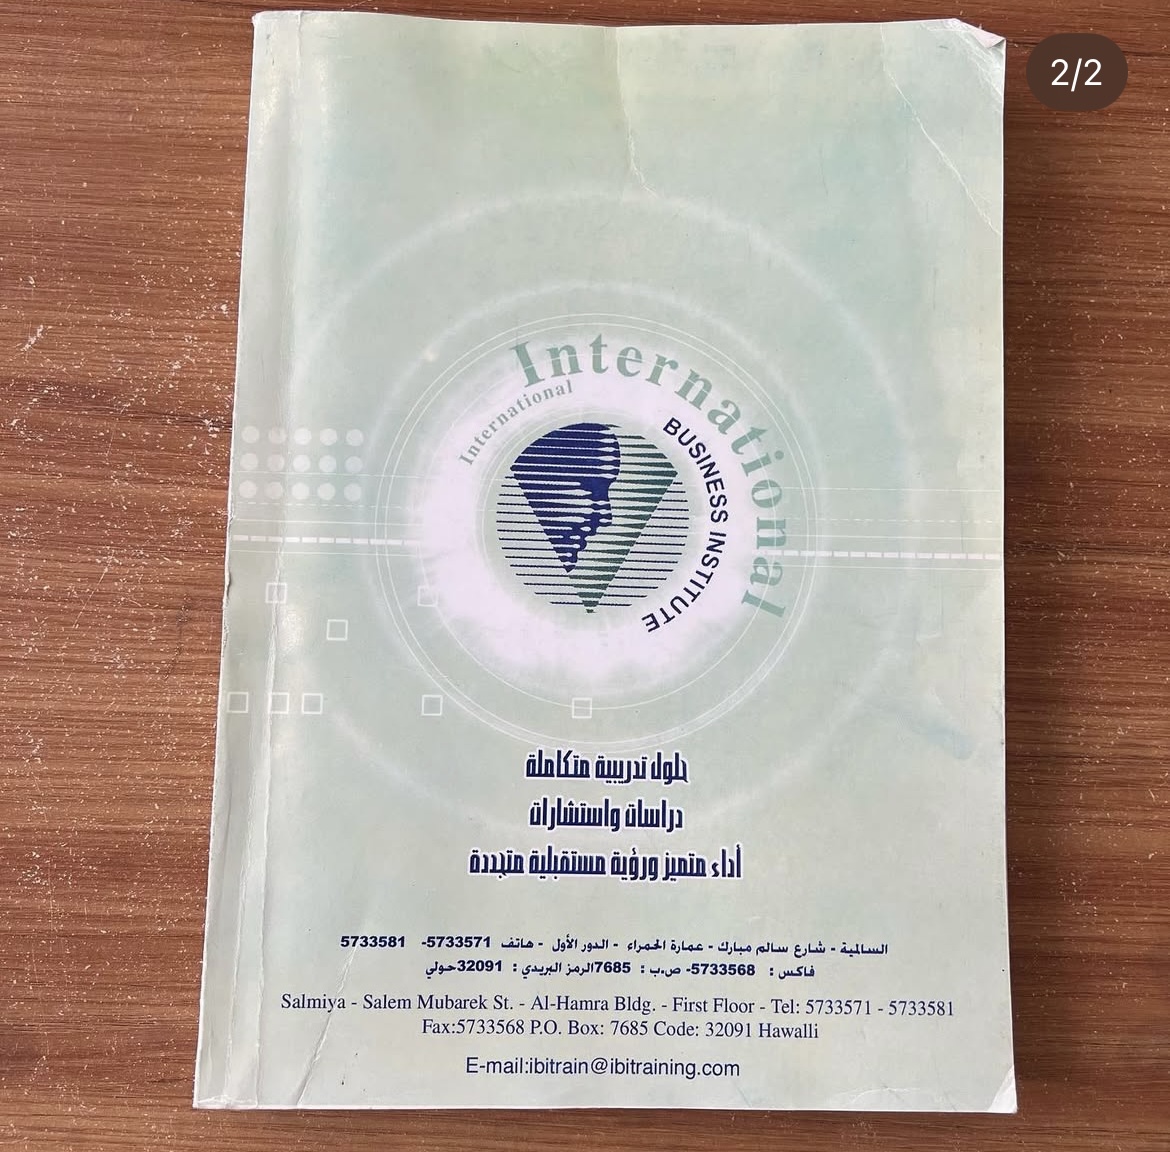 2/2
International
International
BUSINESS INSTITUTE
حلول تدريبية متكاملة
دراسات واستشارات
أداء متميز ورؤية مستقبلية متجددة
السالمية - شارع سالم مبارك - عمارة الحمراء - الدور الأول - هاتف 5733571- 5733581
فاكس : 5733568- ص.ب : 7685الرمز البريدي : 32091حولي
Salmiya - Salem Mubarek St. - Al-Hamra Bldg. - First Floor - Tel: 5733571 - 5733581
Fax:5733568 P.O. Box: 7685 Code: 32091 Hawalli
E-mail:ibitrain@ibitraining.com